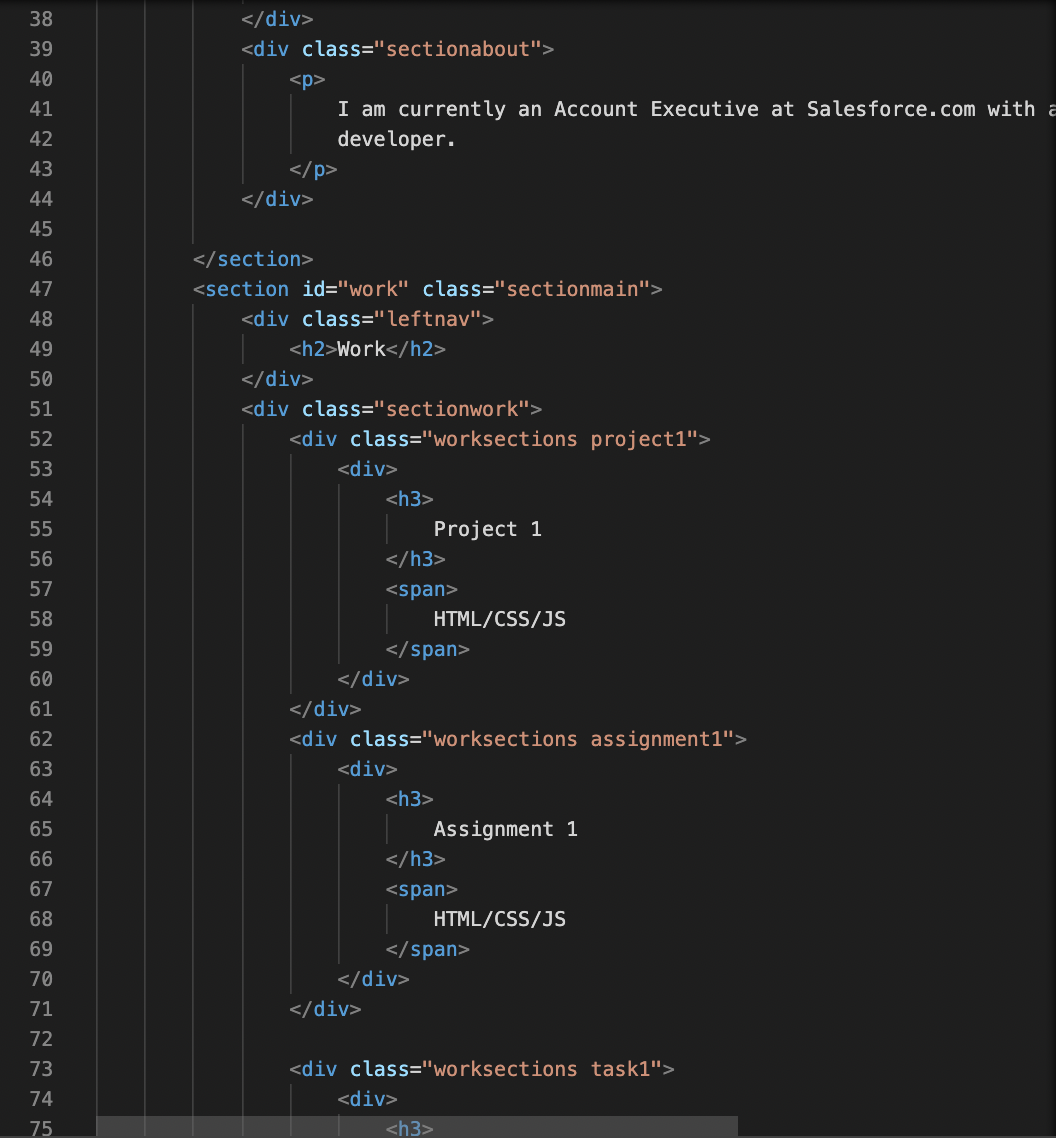 38 </div>
39 <div class="sectionabout">
40 <p>
41 I am currently an Account Executive at Salesforce.com with
42 developer.
43 </p>
44 </div>
45
46 </section>
47 <section id="work" class="sectionmain">
48 <div class="leftnav">
49 <h2>Work</h2>
50 </div>
51 <div class="sectionwork">
52 <div class="worksections project1">
53 <div>
54 <h3>
55 Project 1
56 </h3>
57 <span>
58 HTML/CSS/JS
59 </span>
60 </div>
61 </div>
62 <div class="worksections assignment1">
63 <div>
64 <h3>
65 Assignment 1
66 </h3>
67 <span>
68 HTML/CSS/JS
69 </span>
70 </div>
71 </div>
72
73 <div class="worksections task1">
74 <div>
75 <h3>